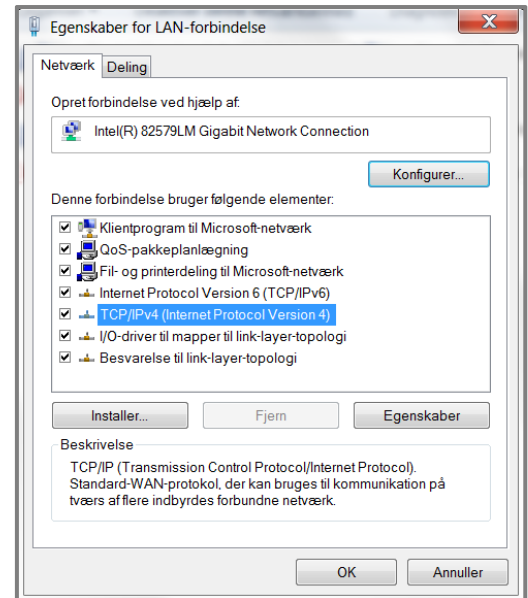 Egenskaber for LAN-forbindelse
Netværk Deling
Opret forbindelse ved hjælp af:
Intel(R) 82579LM Gigabit Network Connection
Konfigurer...
Denne forbindelse bruger følgende elementer:
Klientprogram til Microsoft-netværk
QoS-pakkeplanlægning
Fil- og printerdeling til Microsoft-netværk
Internet Protocol Version 6 (TCP/IPv6)
TCP/IPv4 (Internet Protocol Version 4)
I/O-driver til mapper til link-layer-topologi
Besvarelse til link-layer-topologi
Installer... Fjern Egenskaber
Beskrivelse
TCP/IP (Transmission Control Protocol/Internet Protocol).
Standard-WAN-protokol, der kan bruges til kommunikation på
tværs af flere indbyrdes forbundne netværk.
OK Annuller